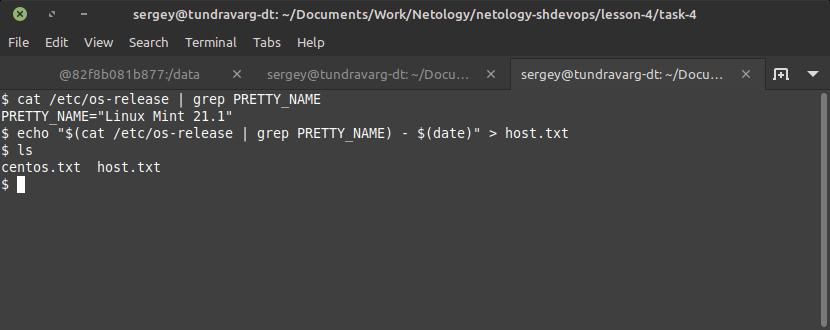 sergey@tundravarg-dt: ~/Documents/Work/Netology/netology-shdevops/lesson-4/task-4
File Edit View Search Terminal Tabs Help
@82f8b081b877:/data × sergey@tundravarg-dt: ~/Docu... × sergey@tundravarg-dt: ~/Docu... ×
$ cat /etc/os-release | grep PRETTY_NAME
PRETTY_NAME="Linux Mint 21.1"
$ echo "$(cat /etc/os-release | grep PRETTY_NAME) - $(date)" > host.txt
$ ls
centos.txt  host.txt
$